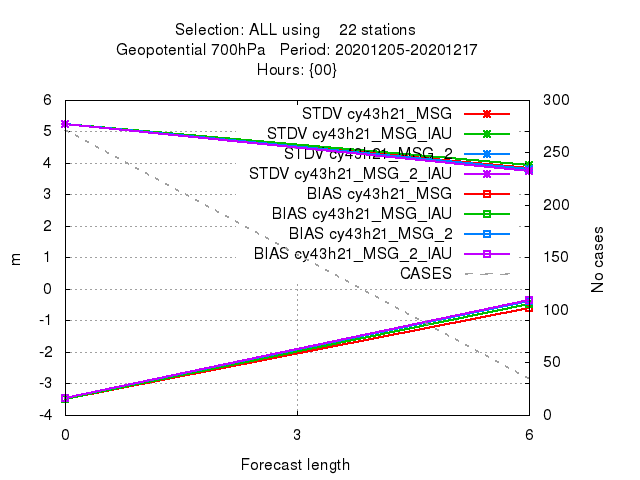 Selection: ALL using    22 stations
Geopotential 700hPa   Period: 20201205-20201217
Hours: {00}
6
5
4
3
2
1
0
-1
-2
-3
-4
m
STDV cy43h21_MSG
STDV cy43h21_MSG_IAU
STDV cy43h21_MSG_2
STDV cy43h21_MSG_2_IAU
BIAS cy43h21_MSG
BIAS cy43h21_MSG_IAU
BIAS cy43h21_MSG_2
BIAS cy43h21_MSG_2_IAU
CASES
300
250
200
150
100
50
0
No cases
0
3
6
Forecast length